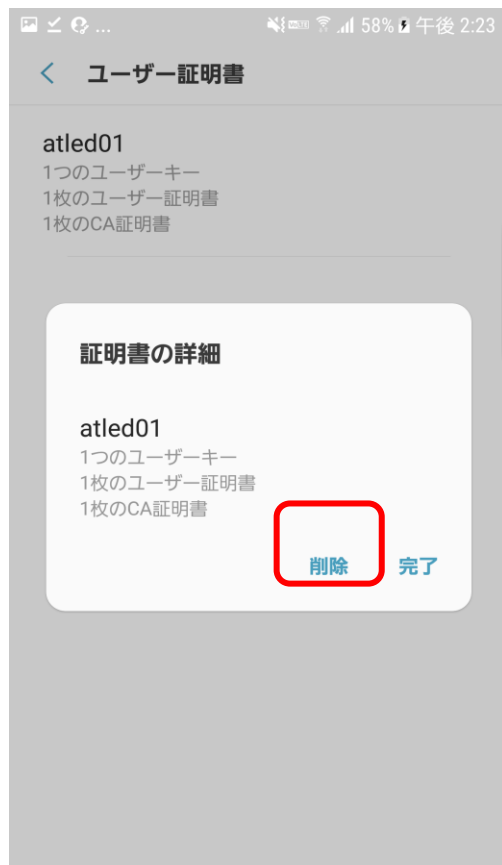 ... 58% 午後 2:23
ユーザー証明書
atled01
1つのユーザーキー
1枚のユーザー証明書
1枚のCA証明書
証明書の詳細
atled01
1つのユーザーキー
1枚のユーザー証明書
1枚のCA証明書
削除 完了